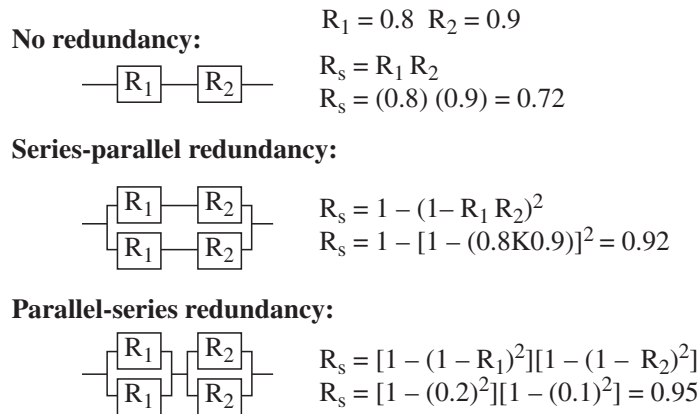 R₁ = 0.8 R₂ = 0.9
No redundancy:
R₁ R₂
Rₛ = R₁ R₂
Rₛ = (0.8) (0.9) = 0.72
Series-parallel redundancy:
R₁ R₂
R₁ R₂
Rₛ = 1 – (1– R₁ R₂)²
Rₛ = 1 – [1 – (0.8K0.9)]² = 0.92
Parallel-series redundancy:
R₁ R₂
R₁ R₂
Rₛ = [1 – (1 – R₁)²][1 – (1 – R₂)²]
Rₛ = [1 – (0.2)²][1 – (0.1)²] = 0.95